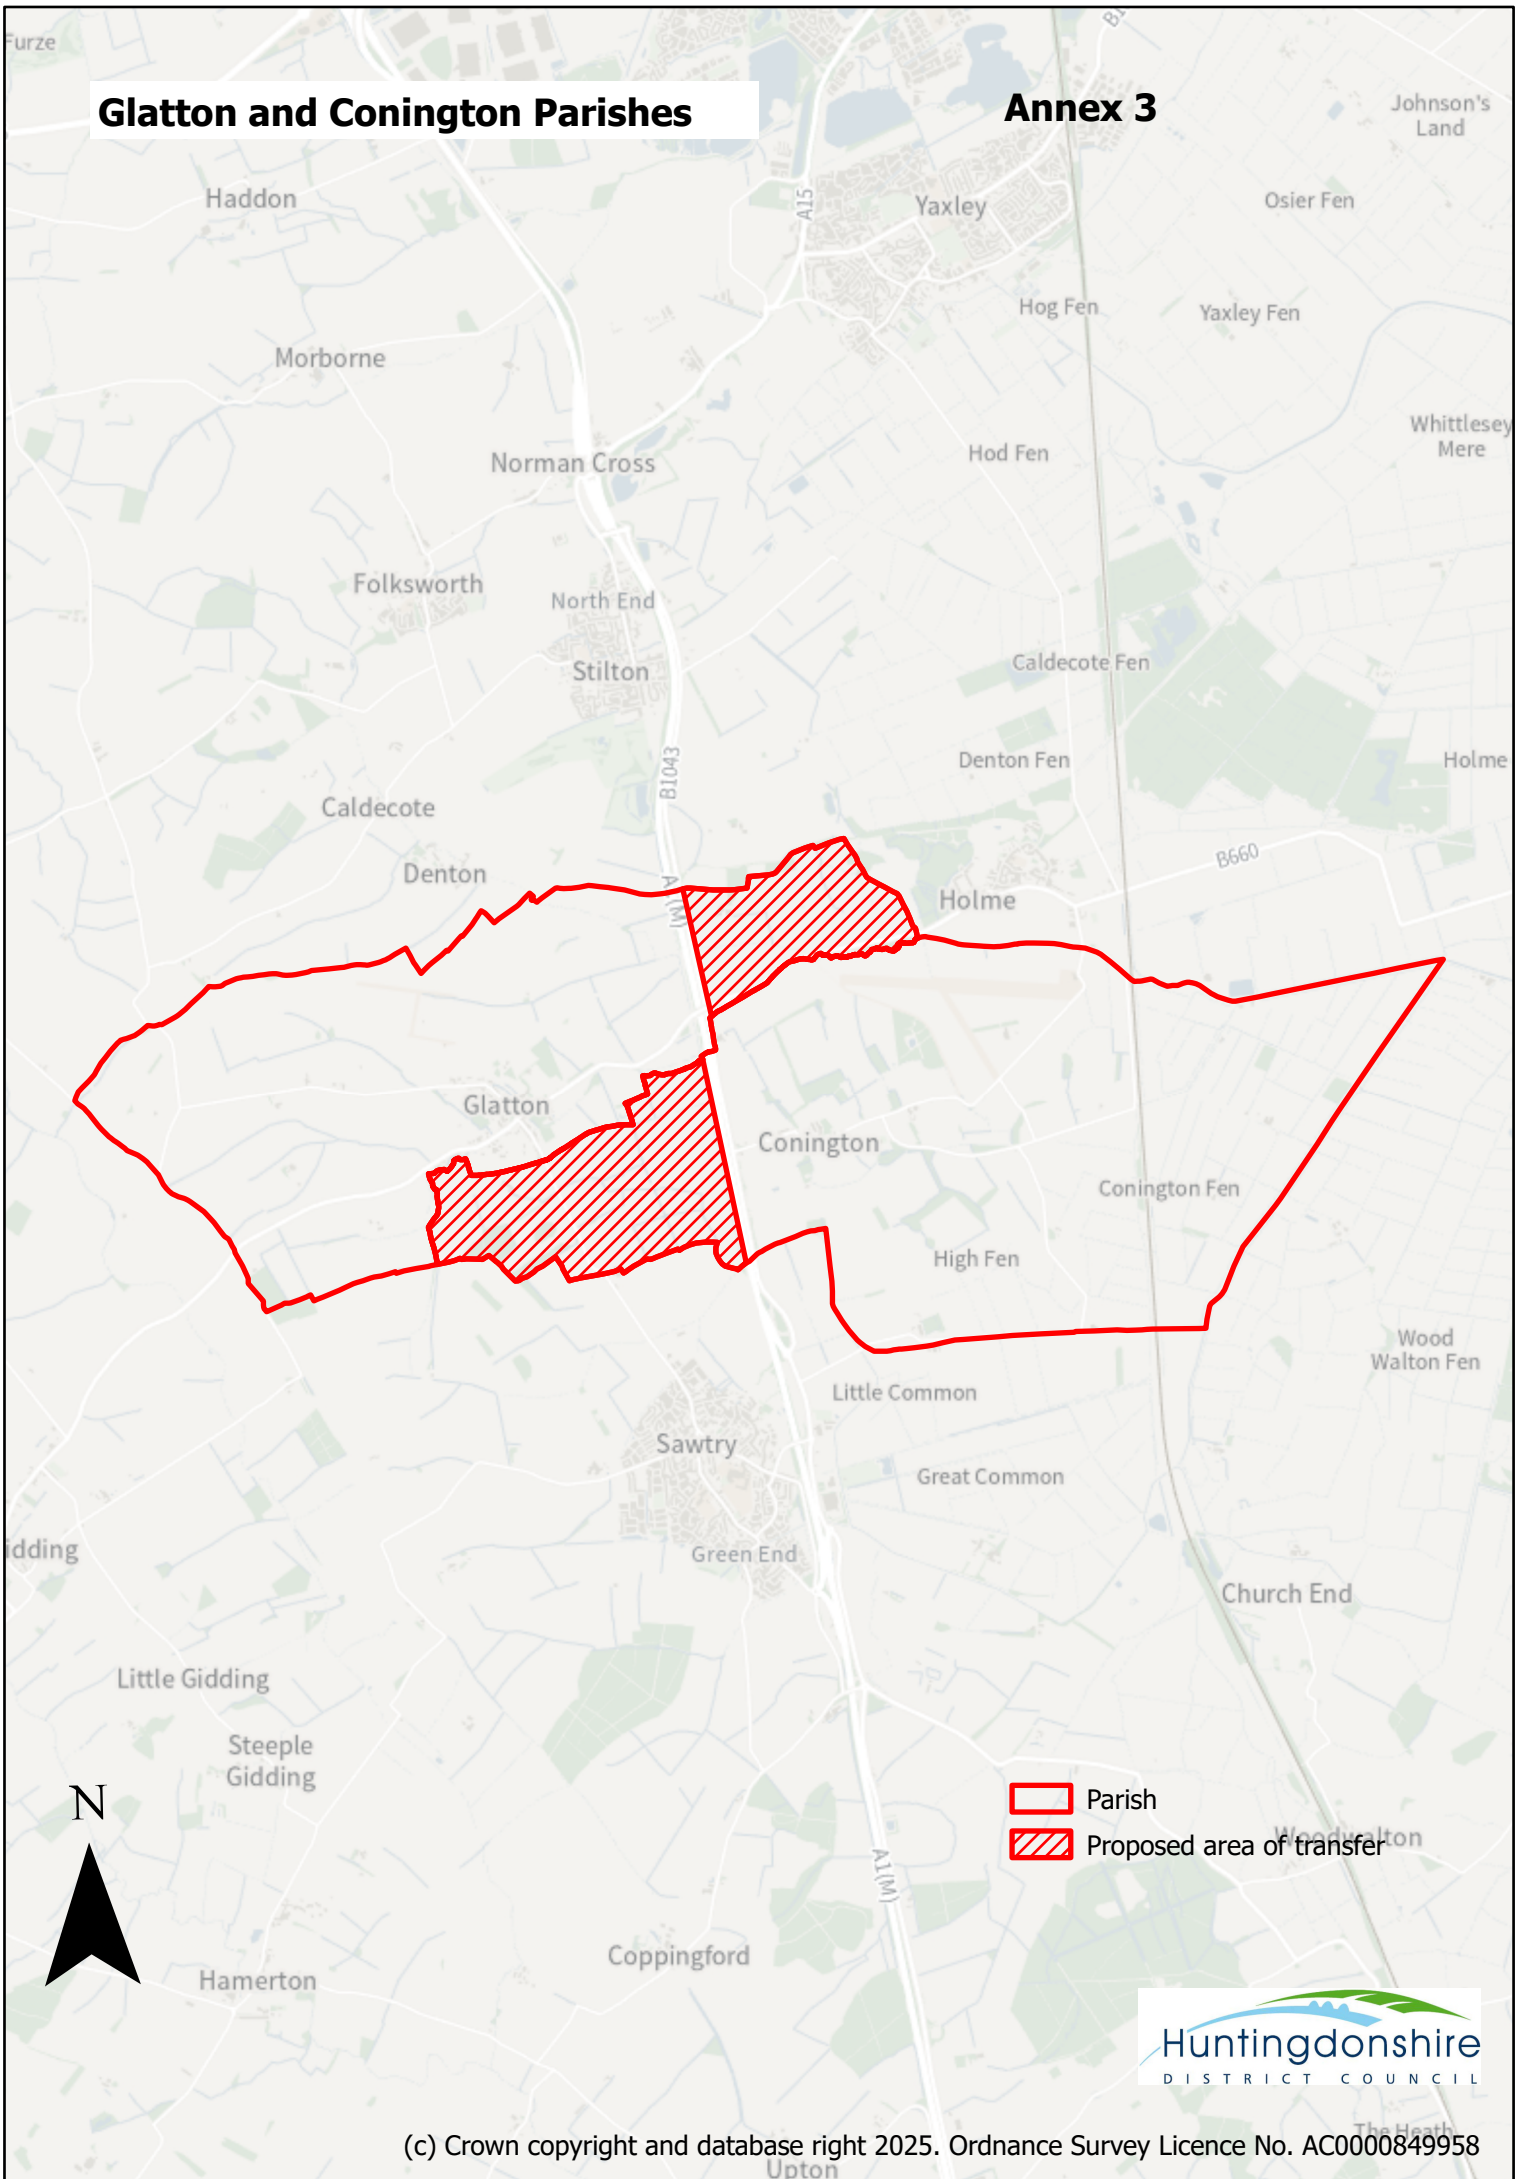 Furze
B1
Glatton and Conington Parishes
Annex 3
Johnson's
Land
Haddon
A15
Yaxley
Osier Fen
Hog Fen
Yaxley Fen
Morborne
Whittlesey
Mere
Norman Cross
Hod Fen
Folksworth
North End
Stilton
Caldecote Fen
B1043
Denton Fen
Holme
Caldecote
B660
Denton
Holme
Glatton
Conington
Conington Fen
High Fen
Wood
Walton Fen
Little Common
Sawtry
Great Common
idding
Green End
Church End
Little Gidding
Steeple
Gidding
N
Parish
Proposed area of transfer
Woodwalton
A1(M)
Coppingford
Hamerton
Huntingdonshire
DISTRICT COUNCIL
The Heath
(c) Crown copyright and database right 2025. Ordnance Survey Licence No. AC0000849958
Upton